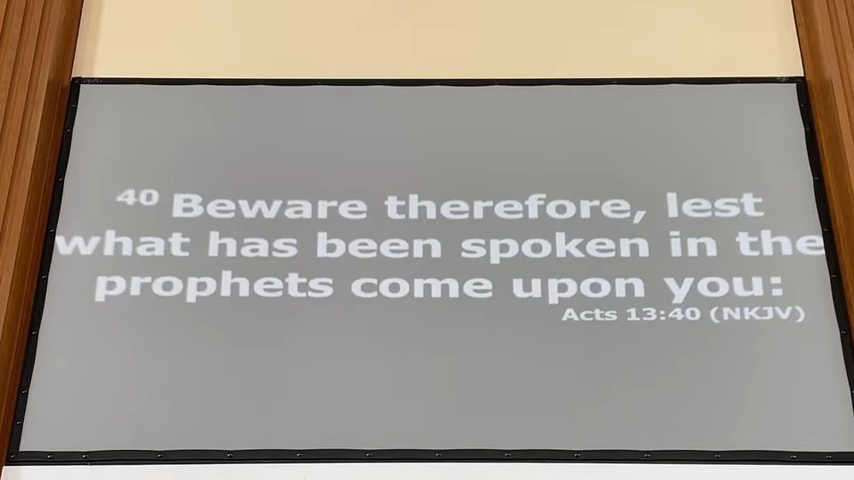 40 Beware therefore, lest
what has been spoken in the
prophets come upon you:
Acts 13:40 (NKJV)